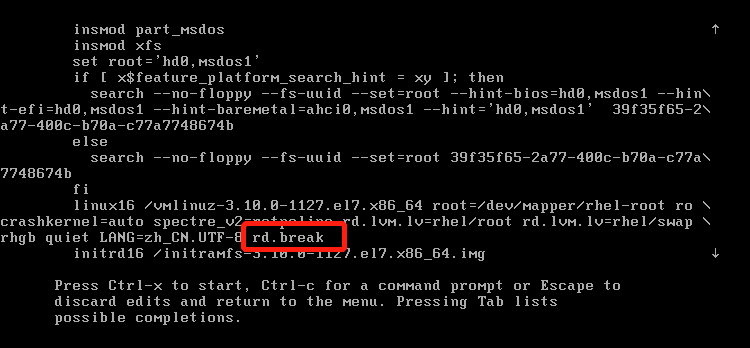 insmod part_msdos
insmod xfs
set root='hd0,msdos1'
if [ x$feature_platform_search_hint = xy ]; then
search --no-floppy --fs-uuid --set=root --hint-bios=hd0,msdos1 --hin\
t-efi=hd0,msdos1 --hint-baremetal=ahci0,msdos1 --hint='hd0,msdos1'  39f35f65-2\
a77-400c-b70a-c77a7748674b
else
search --no-floppy --fs-uuid --set=root 39f35f65-2a77-400c-b70a-c77a\
7748674b
fi
linux16 /vmlinuz-3.10.0-1127.el7.x86_64 root=/dev/mapper/rhel-root ro \
crashkernel=auto spectre_v2=retpoline rd.lvm.lv=rhel/root rd.lvm.lv=rhel/swap \
rhgb quiet LANG=zh_CN.UTF-8 rd.break
initrd16 /initramfs-3.10.0-1127.el7.x86_64.img
Press Ctrl-x to start, Ctrl-c for a command prompt or Escape to
discard edits and return to the menu. Pressing Tab lists
possible completions.